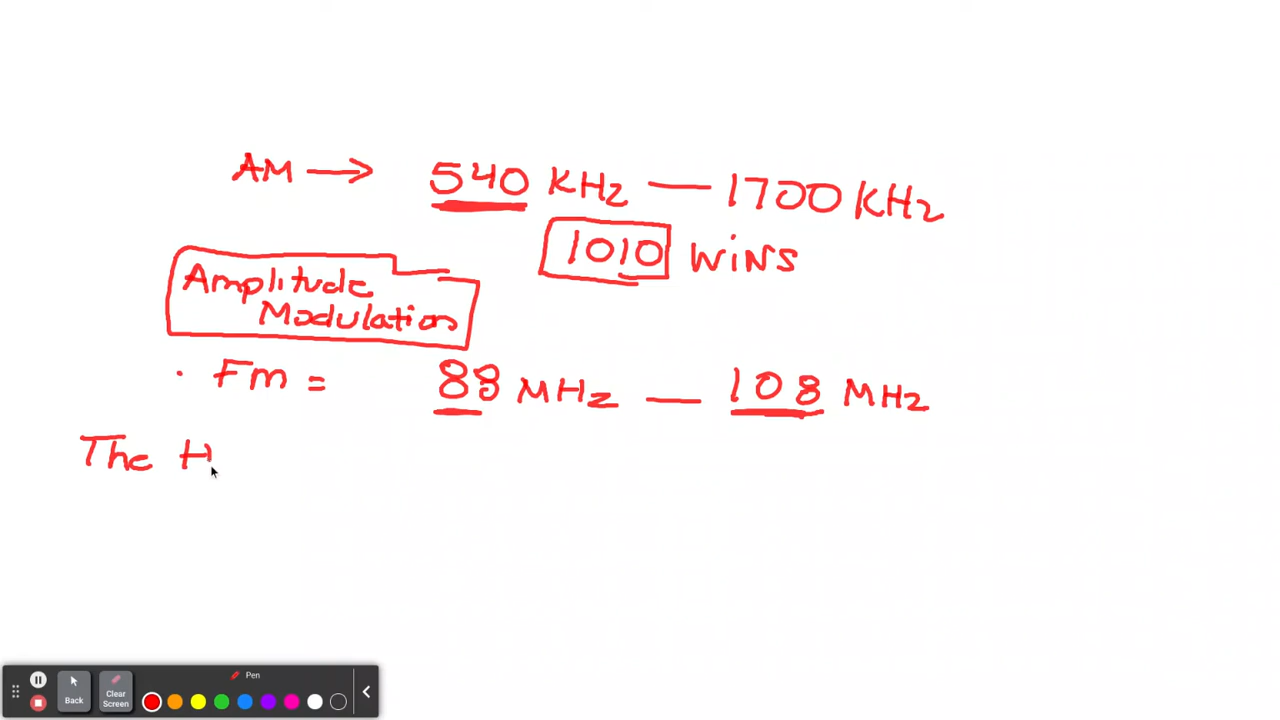 AM → 540 KHz — 1700 KHz
1010 WiNS
Amplitude
Modulation
. Fm = 88 MHz — 108 MHz
The H
Pen
Back
Clear
Screen